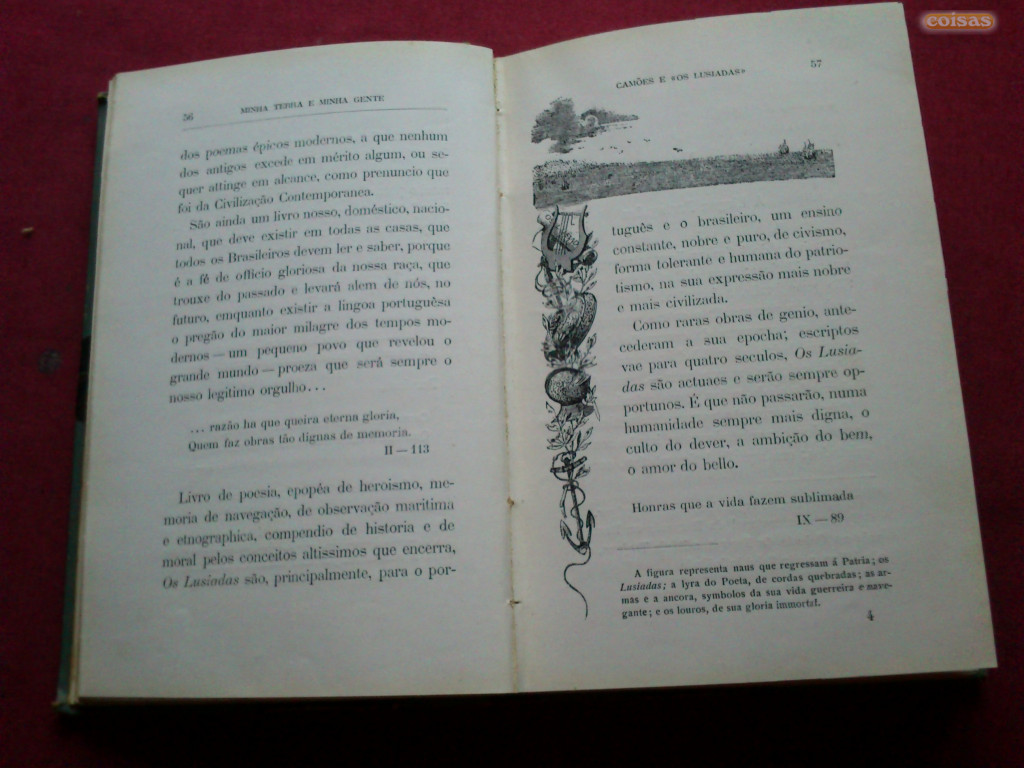 56
MINHA TERRA E MINHA GENTE
dos poemas épicos modernos, a que nenhum
dos antigos excede em mérito algum, ou se-
quer attinge em alcance, como prenuncio que
foi da Civilização Contemporanea.
São ainda um livro nosso, doméstico, nacio-
nal, que deve existir em todas as casas, que
todos os Brasileiros devem ler e saber, porque
é a fé de officio gloriosa da nossa raça, que
trouxe do passado e levará alem de nós, no
futuro, emquanto existir a lingoa portuguêsa
o pregão do maior milagre dos tempos mo-
dernos — um pequeno povo que revelou o
grande mundo — proeza que será sempre o
nosso legitimo orgulho...
... razão ha que queira eterna gloria,
Quem faz obras tão dignas de memoria.
II — 113
Livro de poesia, epopéa de heroismo, me-
moria de navegação, de observação maritima
e etnographica, compendio de historia e de
moral pelos conceitos altissimos que encerra,
Os Lusiadas são, principalmente, para o por-
CAMÕES E «OS LUSIADAS»
57
tuguês e o brasileiro, um ensino
constante, nobre e puro, de civismo,
forma tolerante e humana do patrio-
tismo, na sua expressão mais nobre
e mais civilizada.
Como raras obras de genio, ante-
cederam a sua epocha; escriptos
vae para quatro seculos, Os Lusia-
das são actuaes e serão sempre op-
portunos. É que não passarão, numa
humanidade sempre mais digna, o
culto do dever, a ambição do bem,
o amor do bello.
Honras que a vida fazem sublimada
IX — 89
A figura representa naus que regressam á Patria; os
Lusiadas; a lyra do Poeta, de cordas quebradas; as ar-
mas e a ancora, symbolos da sua vida guerreira e nave-
gante; e os louros, de sua gloria immortal.
4
coisas